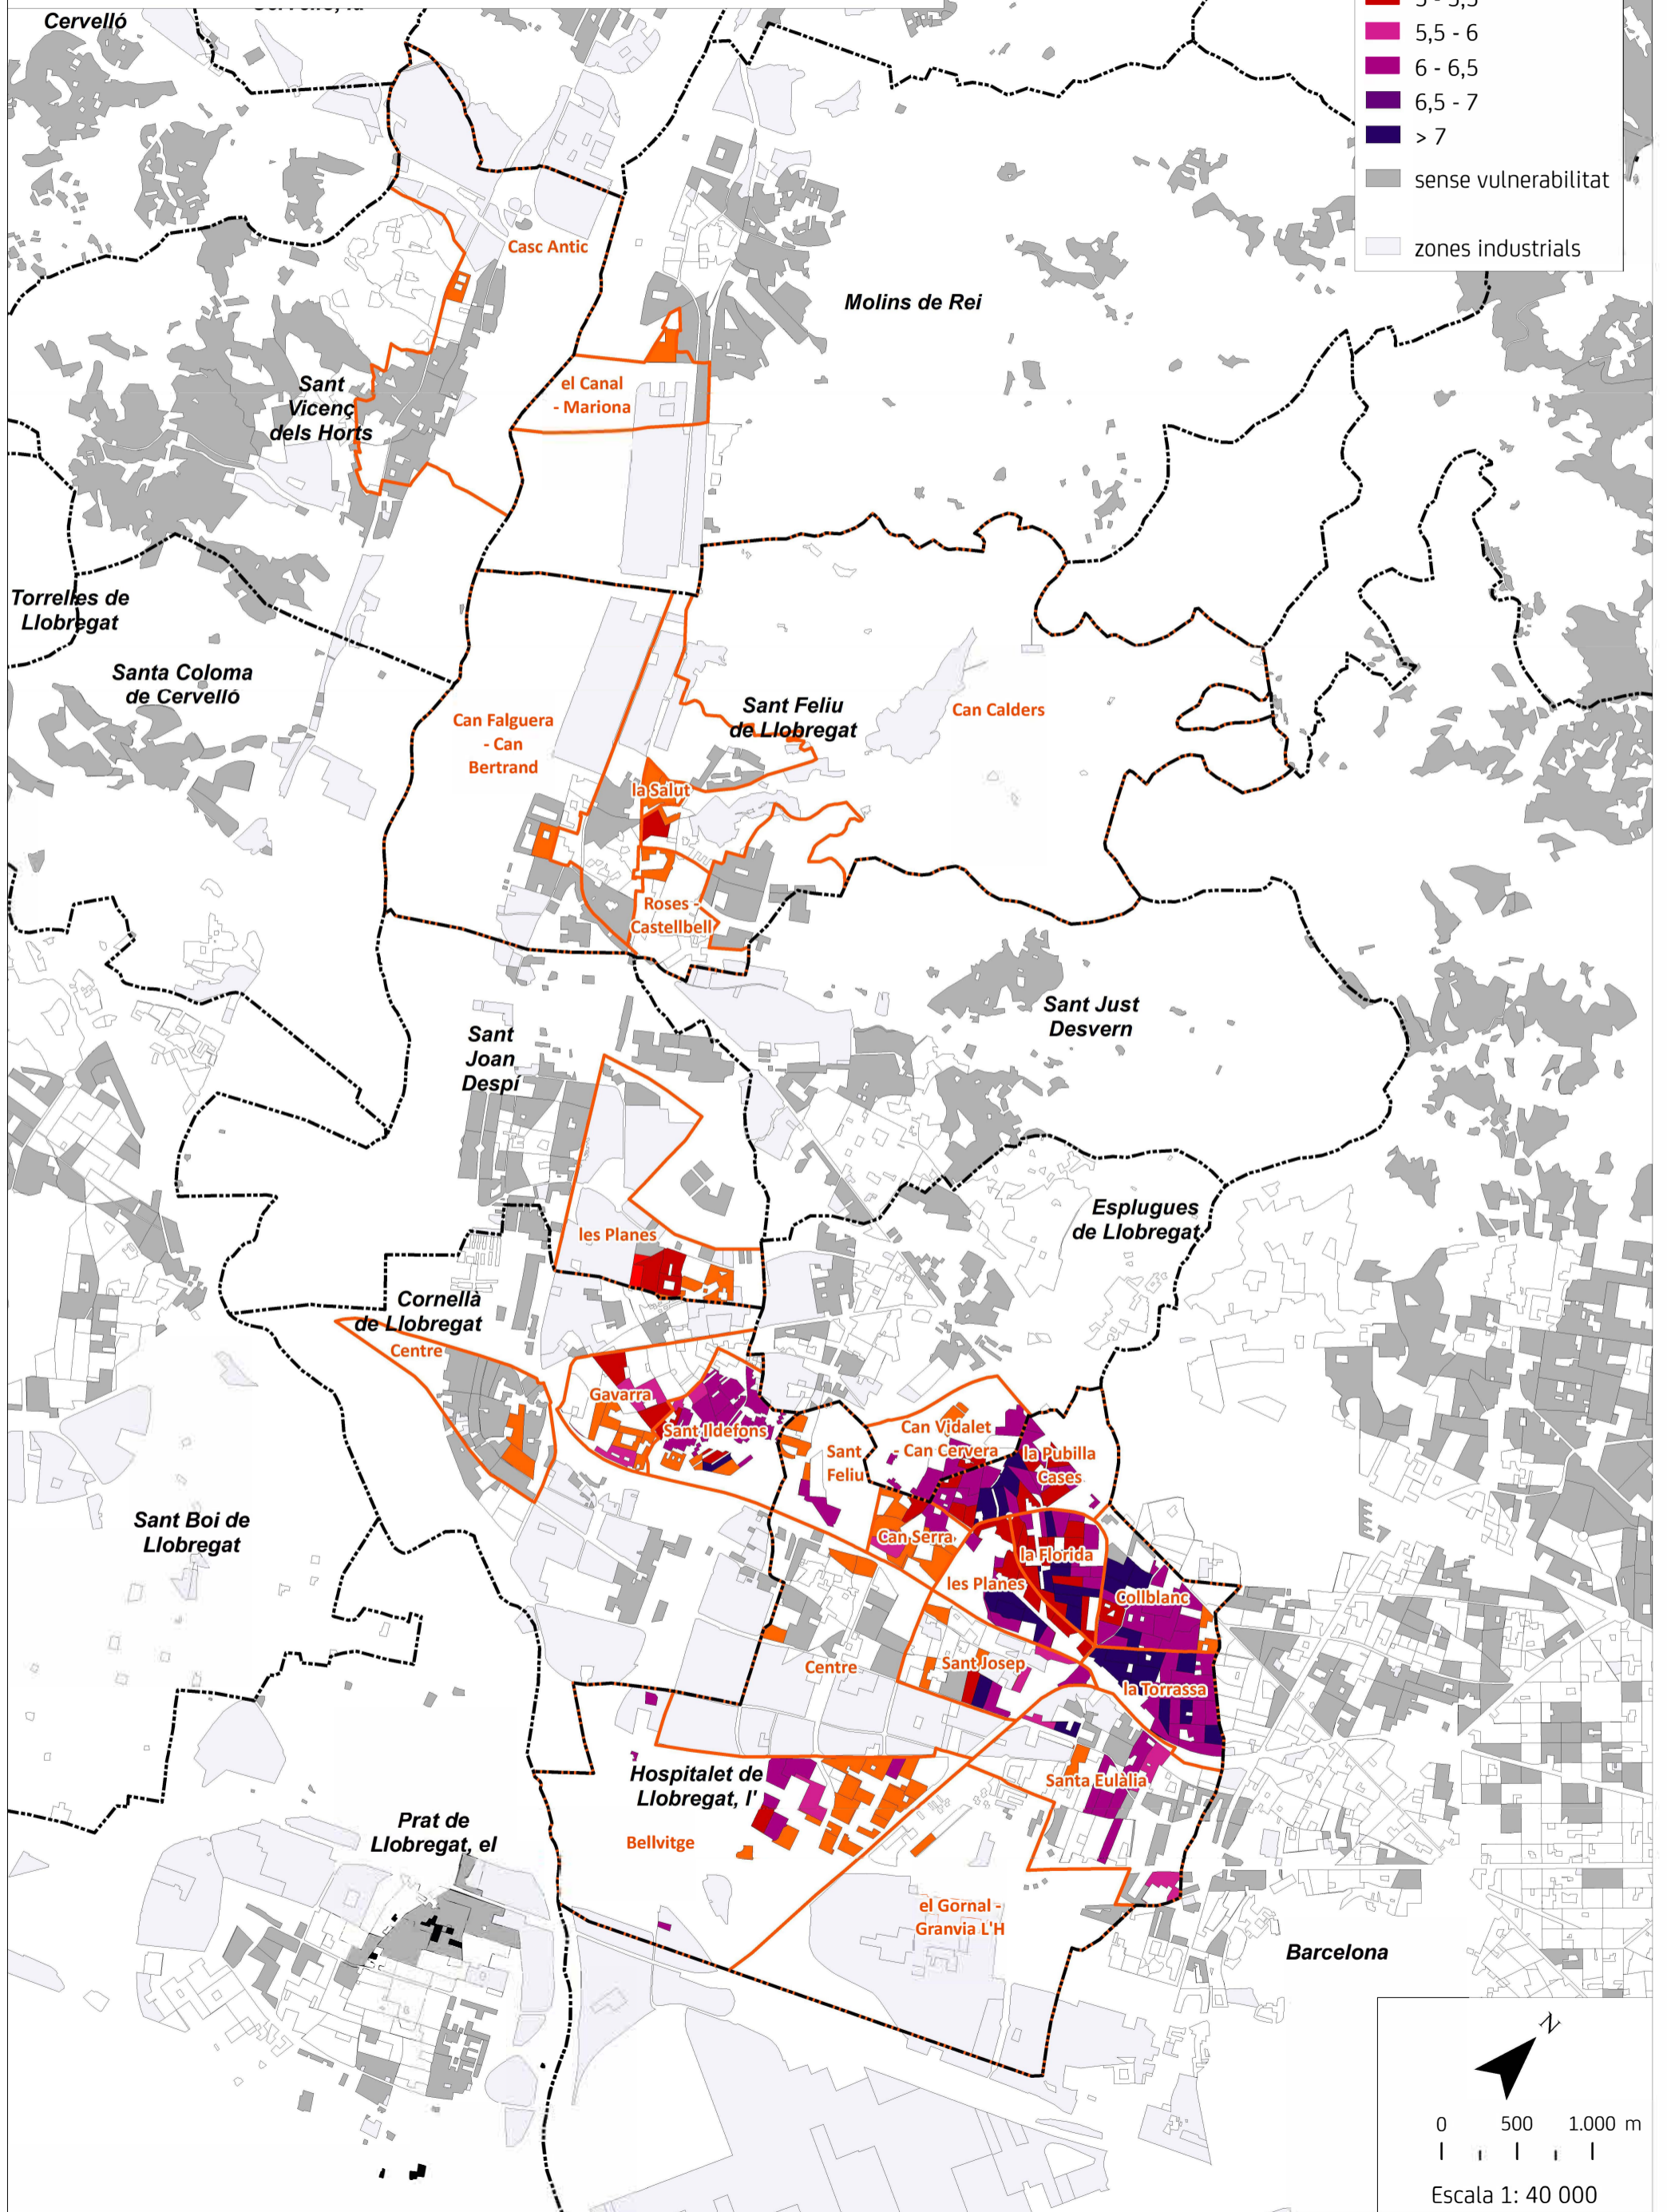 Cervelló
5 - 5,5
5,5 - 6
6 - 6,5
6,5 - 7
> 7
sense vulnerabilitat
zones industrials
Casc Antic
Molins de Rei
Sant
Vicenç
dels Horts
el Canal
- Mariona
Torrelles de
Llobregat
Santa Coloma
de Cervelló
Can Falguera
- Can
Bertrand
Sant Feliu
de Llobregat
Can Calders
la Salut
Roses -
Castellbell
Sant Just
Desvern
Sant
Joan
Despí
Esplugues
de Llobregat
les Planes
Cornellà
de Llobregat
Centre
Gavarra
Sant Ildefons
Sant
Feliu
Can Vidalet
- Can Cervera
la Pubilla
Cases
Sant Boi de
Llobregat
Can Serra
la Florida
les Planes
Collblanc
Centre
Sant Josep
la Torrassa
Hospitalet de
Llobregat, l'
Santa Eulàlia
Prat de
Llobregat, el
Bellvitge
el Gornal -
Granvia L'H
Barcelona
N
0 500 1.000 m
Escala 1: 40 000